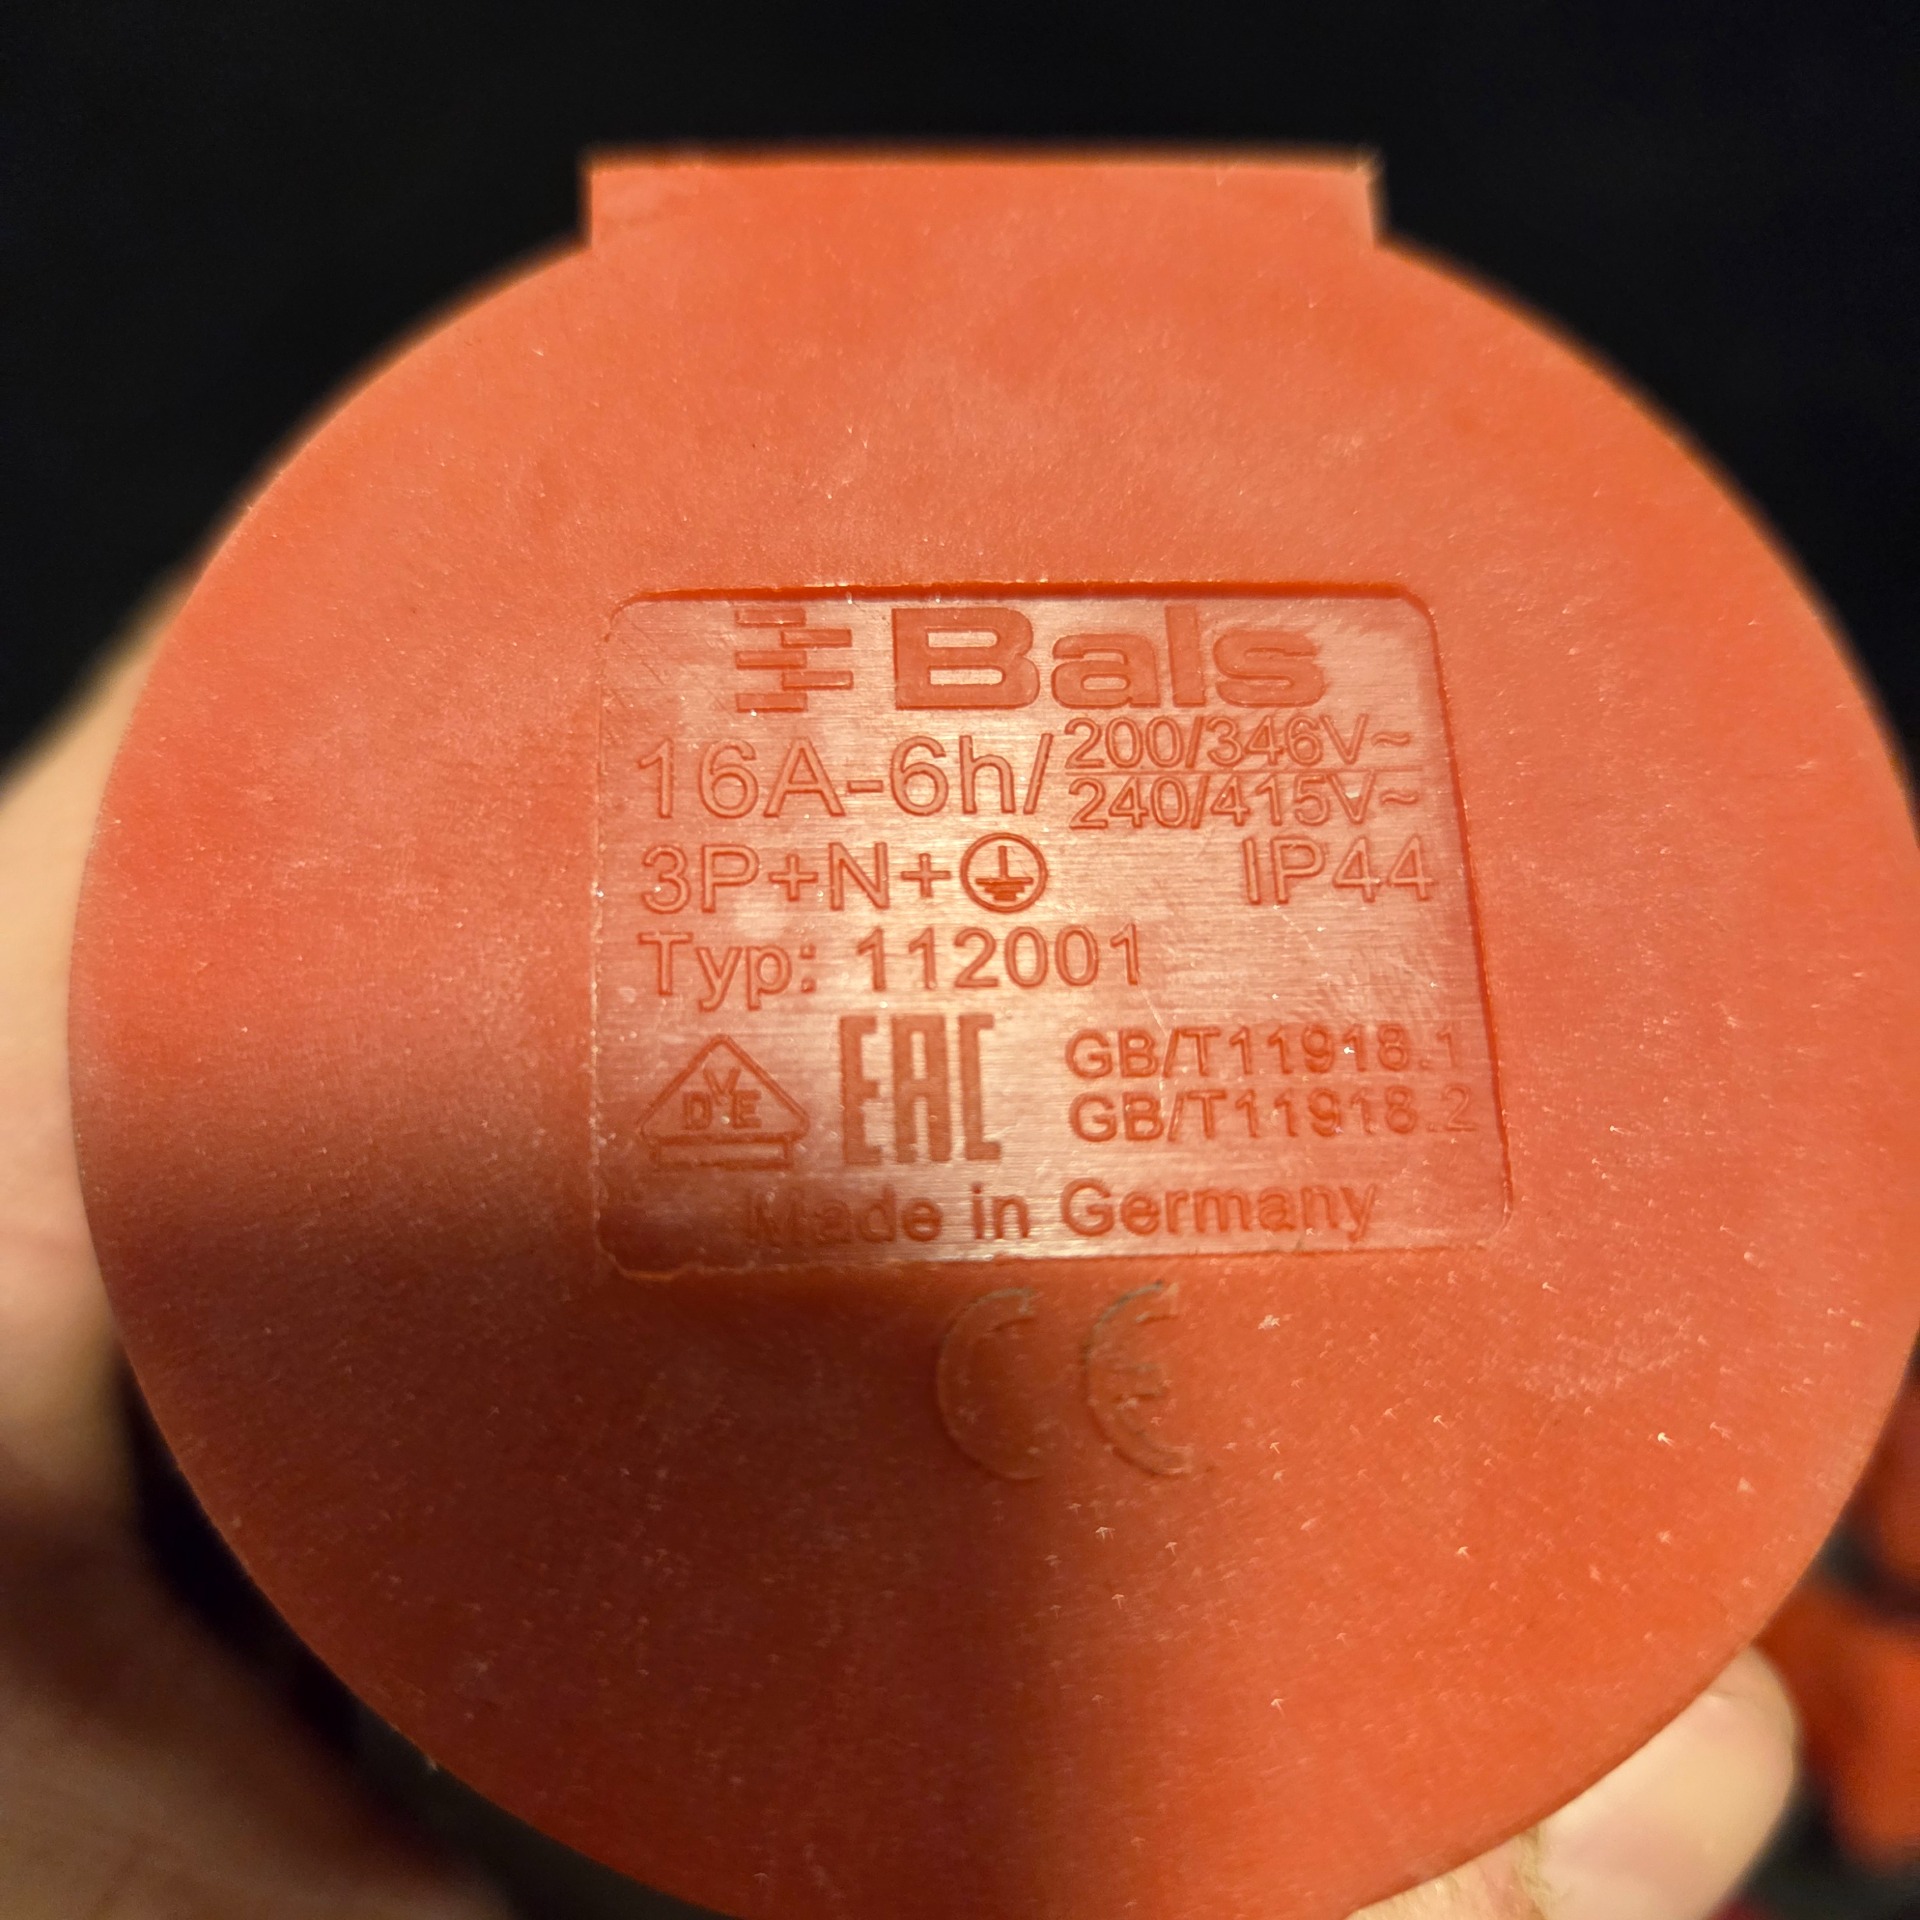 Bals
16A-6h/ 200/346V~
240/415V~
3P+N+⏚ IP44
Typ: 112001
VDE EAC GB/T11918.1
GB/T11918.2
Made in Germany
CE